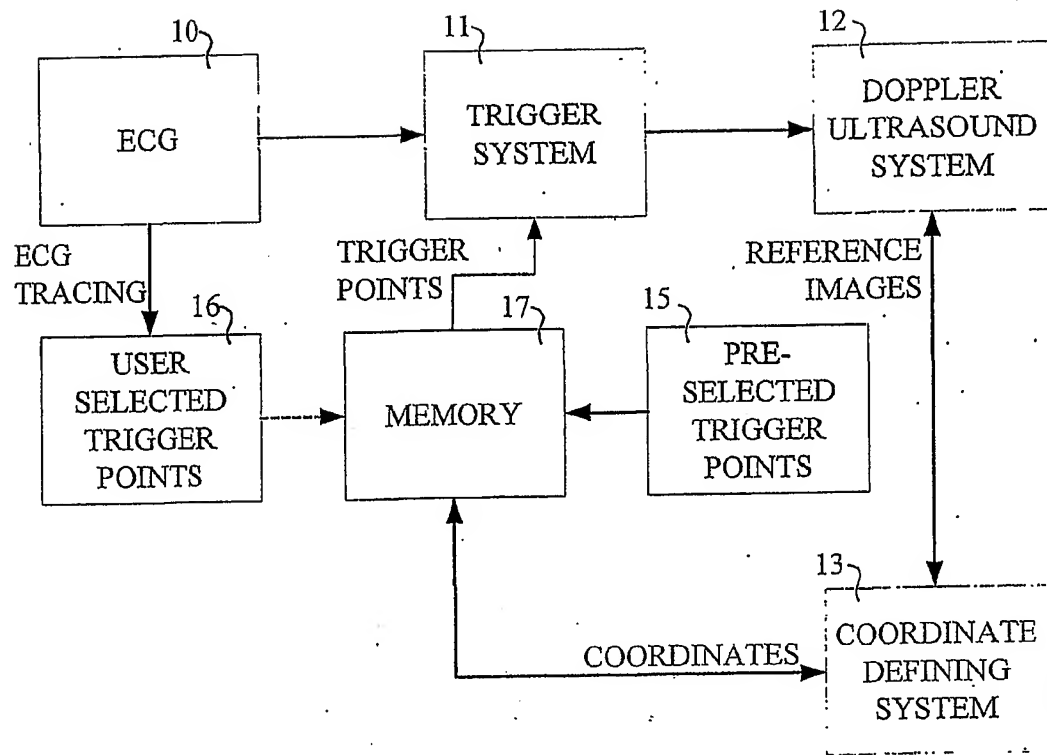 10
ECG
11
TRIGGER
SYSTEM
12
DOPPLER
ULTRASOUND
SYSTEM
ECG
TRACING
TRIGGER
POINTS
REFERENCE
IMAGES
16
USER
SELECTED
TRIGGER
POINTS
17
MEMORY
15
PRE-
SELECTED
TRIGGER
POINTS
13
COORDINATES
COORDINATE
DEFINING
SYSTEM